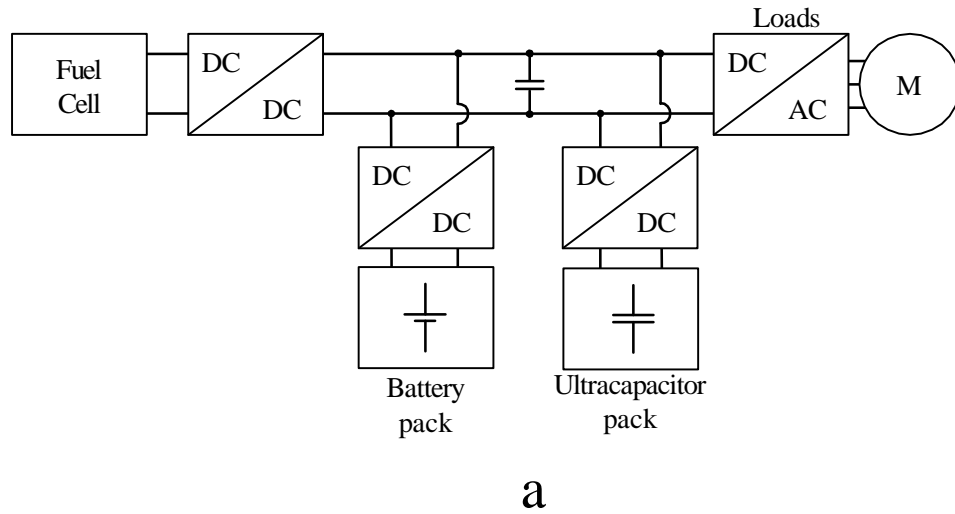 Loads
Fuel
Cell
DC
DC
DC
AC
M
DC
DC
DC
DC
Battery
pack
Ultracapacitor
pack
a